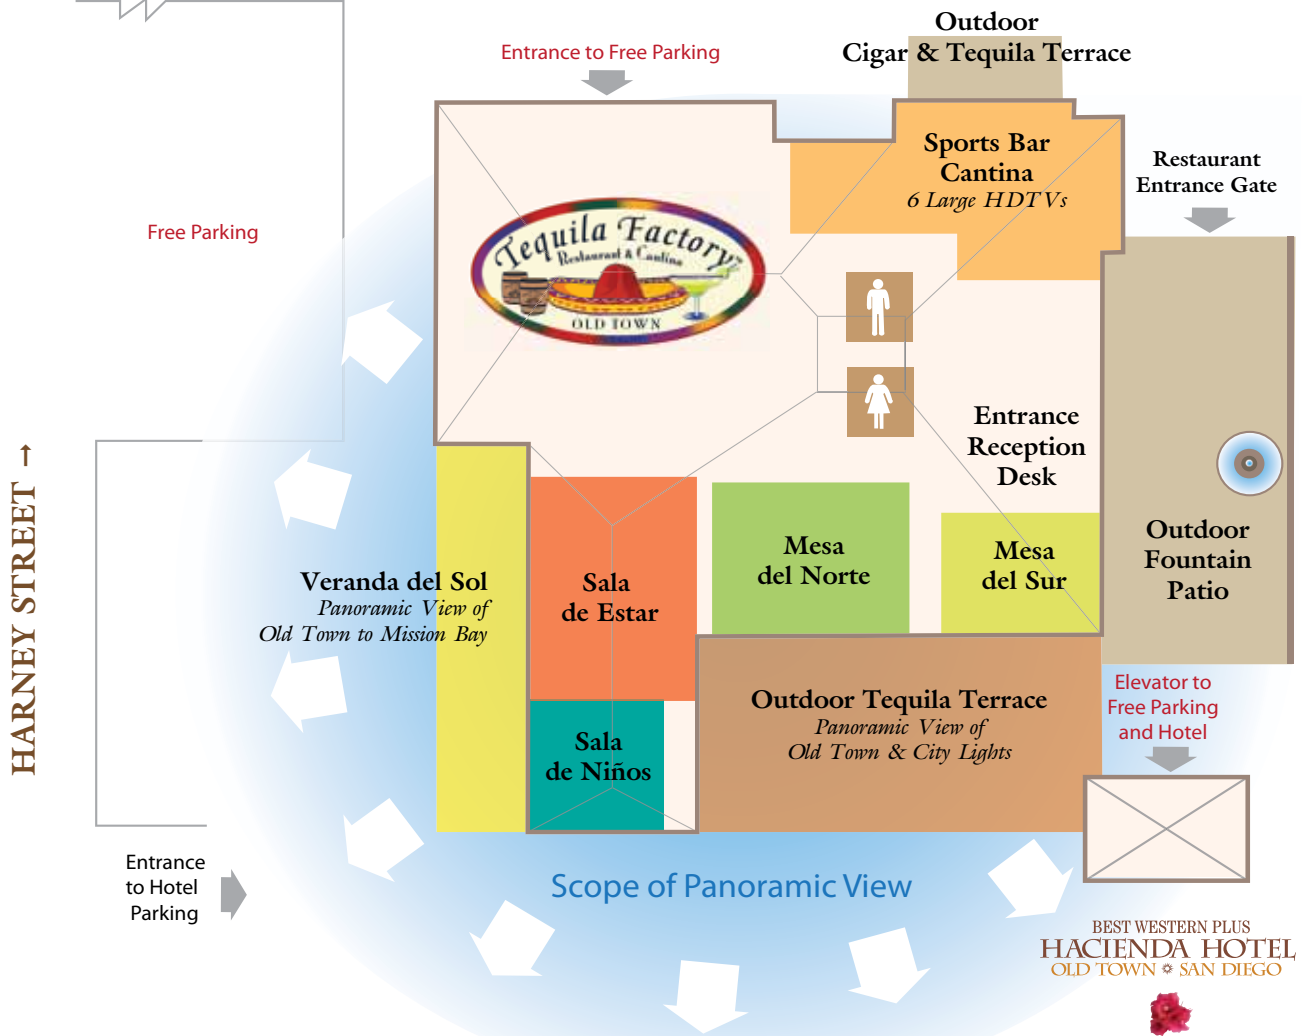 Outdoor
Cigar & Tequila Terrace
Entrance to Free Parking
Sports Bar
Cantina
6 Large HDTVs
Restaurant
Entrance Gate
Free Parking
Tequila Factory
Restaurant & Cantina
OLD TOWN
Entrance
Reception
Desk
HARNEY STREET →
Mesa
del Norte
Mesa
del Sur
Outdoor
Fountain
Patio
Veranda del Sol
Panoramic View of
Old Town to Mission Bay
Sala
de Estar
Outdoor Tequila Terrace
Panoramic View of
Old Town & City Lights
Elevator to
Free Parking
and Hotel
Sala
de Niños
Entrance
to Hotel
Parking
Scope of Panoramic View
BEST WESTERN PLUS
HACIENDA HOTEL
OLD TOWN ☼ SAN DIEGO